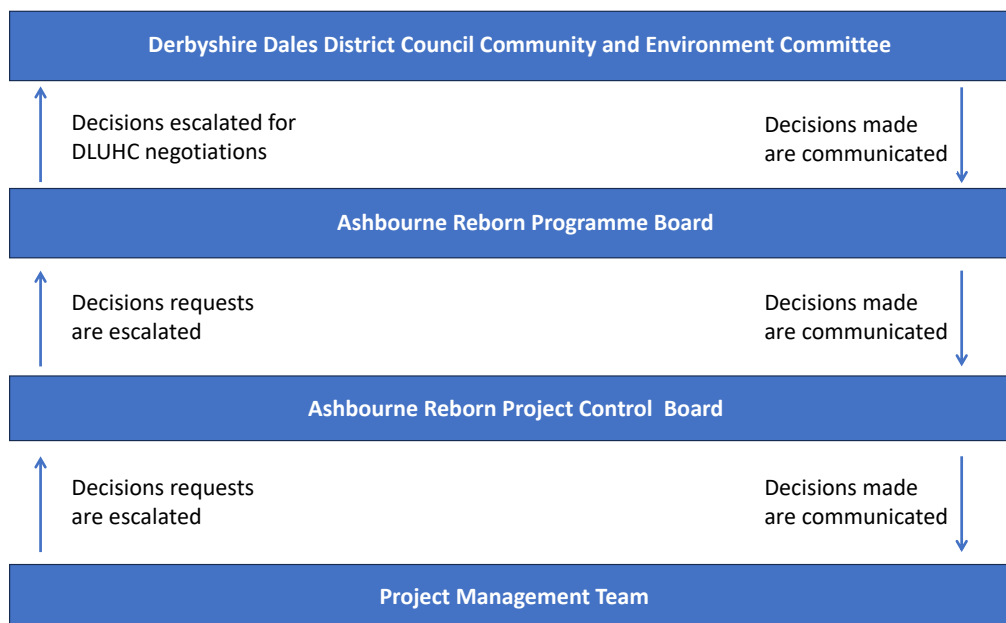 Derbyshire Dales District Council Community and Environment Committee
Decisions escalated for
DLUHC negotiations
Decisions made
are communicated
Ashbourne Reborn Programme Board
Decisions requests
are escalated
Decisions made
are communicated
Ashbourne Reborn Project Control  Board
Decisions requests
are escalated
Decisions made
are communicated
Project Management Team